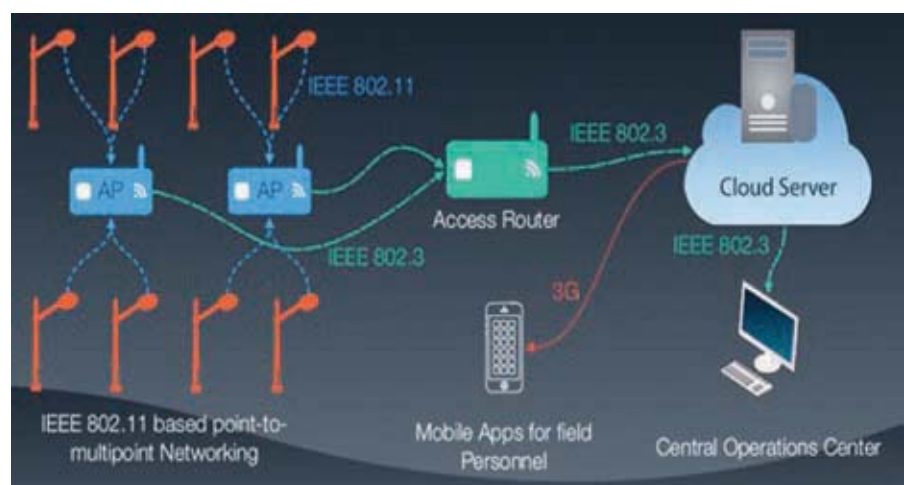 IEEE 802.11
AP
AP
IEEE 802.3
Cloud Server
Access Router
IEEE 802.3
IEEE 802.3
3G
IEEE 802.11 based point-to-
multipoint Networking
Mobile Apps for field
Personnel
Central Operations Center